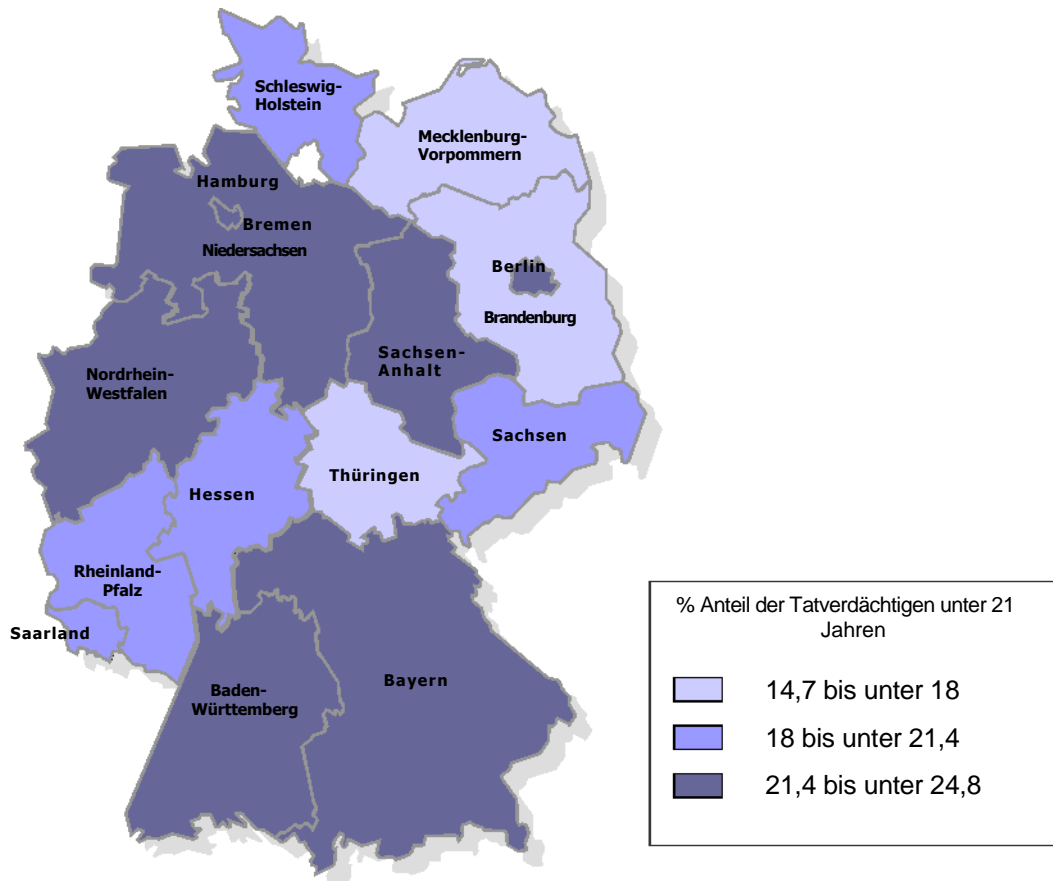 Schleswig-
Holstein
Mecklenburg-
Vorpommern
Hamburg
Bremen
Niedersachsen
Berlin
Brandenburg
Sachsen-
Anhalt
Nordrhein-
Westfalen
Sachsen
Thüringen
Hessen
Rheinland-
Pfalz
Saarland
Bayern
Baden-
Württemberg
% Anteil der Tatverdächtigen unter 21
Jahren
14,7 bis unter 18
18 bis unter 21,4
21,4 bis unter 24,8